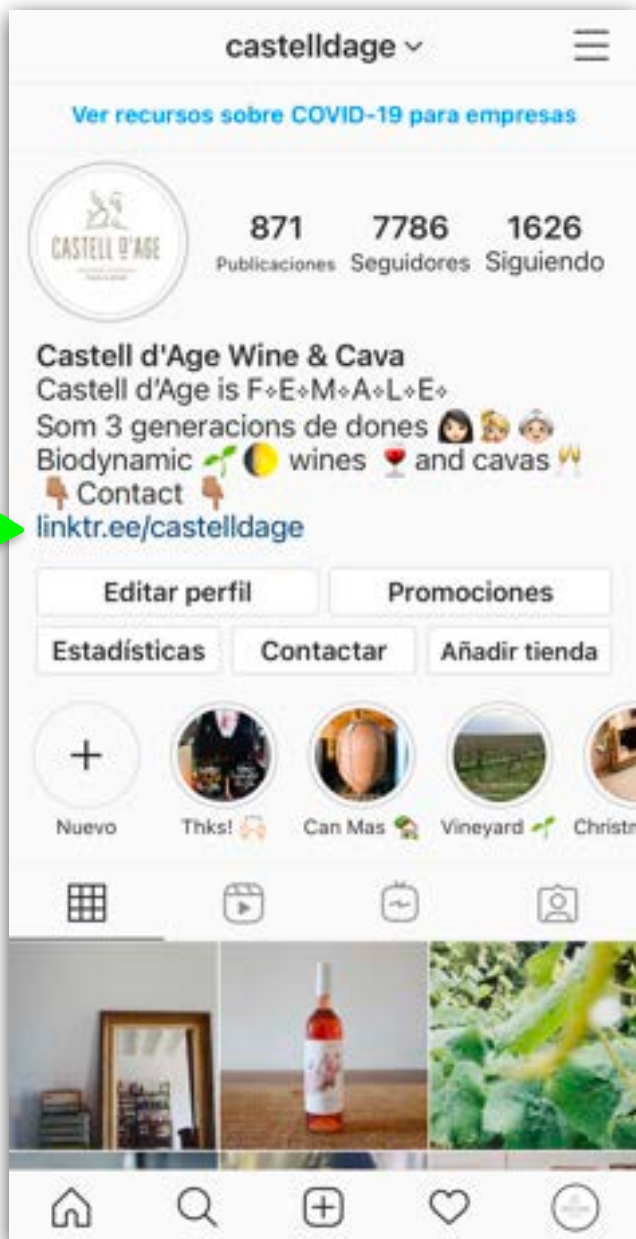 castelldage
Ver recursos sobre COVID-19 para empresas
CASTELL D'AGE
871 7786 1626
Publicaciones Seguidores Siguiendo
Castell d'Age Wine & Cava
Castell d'Age is F⟡E⟡M⟡A⟡L⟡E⟡
Som 3 generacions de dones 👩🏻👱🏼‍♀️👵🏻
Biodynamic 🌱🌓 wines 🍷 and cavas 🥂
👇🏽 Contact 👇🏽
linktr.ee/castelldage
Editar perfil Promociones
Estadísticas Contactar Añadir tienda
Nuevo Thks! 🙌🏻 Can Mas 🏡 Vineyard 🌱 Christm